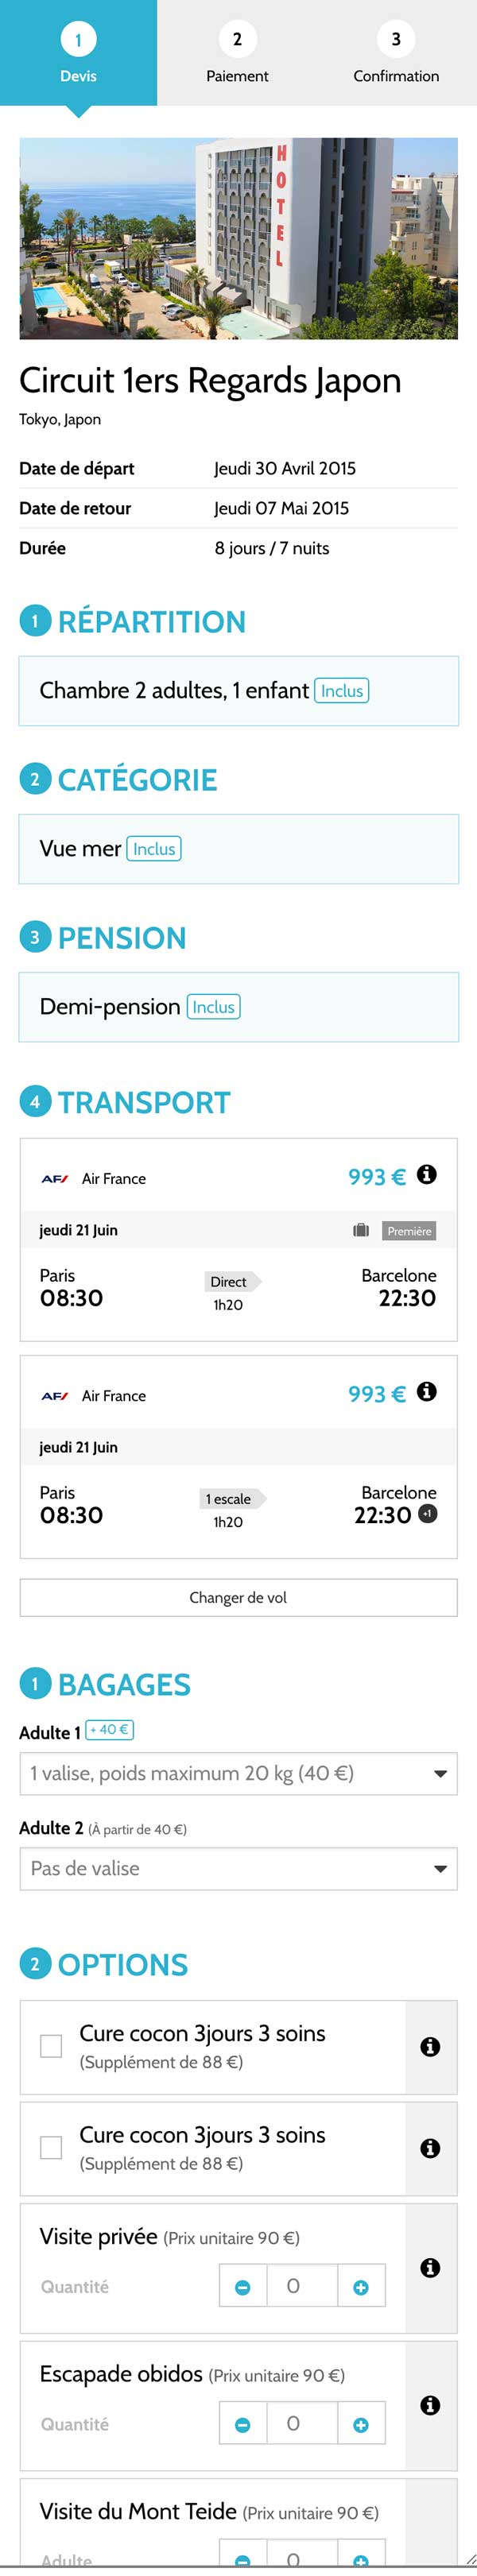 1
2
3
Devis
Paiement
Confirmation
HOTEL
Circuit 1ers Regards Japon
Tokyo, Japon
Date de départ Jeudi 30 Avril 2015
Date de retour Jeudi 07 Mai 2015
Durée 8 jours / 7 nuits
1 RÉPARTITION
Chambre 2 adultes, 1 enfant Inclus
2 CATÉGORIE
Vue mer Inclus
3 PENSION
Demi-pension Inclus
4 TRANSPORT
AF Air France 993 €
jeudi 21 Juin Première
Paris Direct Barcelone
08:30 1h20 22:30
AF Air France 993 €
jeudi 21 Juin
Paris 1 escale Barcelone
08:30 1h20 22:30 +1
Changer de vol
1 BAGAGES
Adulte 1 + 40 €
1 valise, poids maximum 20 kg (40 €)
Adulte 2 (À partir de 40 €)
Pas de valise
2 OPTIONS
Cure cocon 3jours 3 soins
(Supplément de 88 €)
Cure cocon 3jours 3 soins
(Supplément de 88 €)
Visite privée (Prix unitaire 90 €)
Quantité 0
Escapade obidos (Prix unitaire 90 €)
Quantité 0
Visite du Mont Teide (Prix unitaire 90 €)
Adulte 0